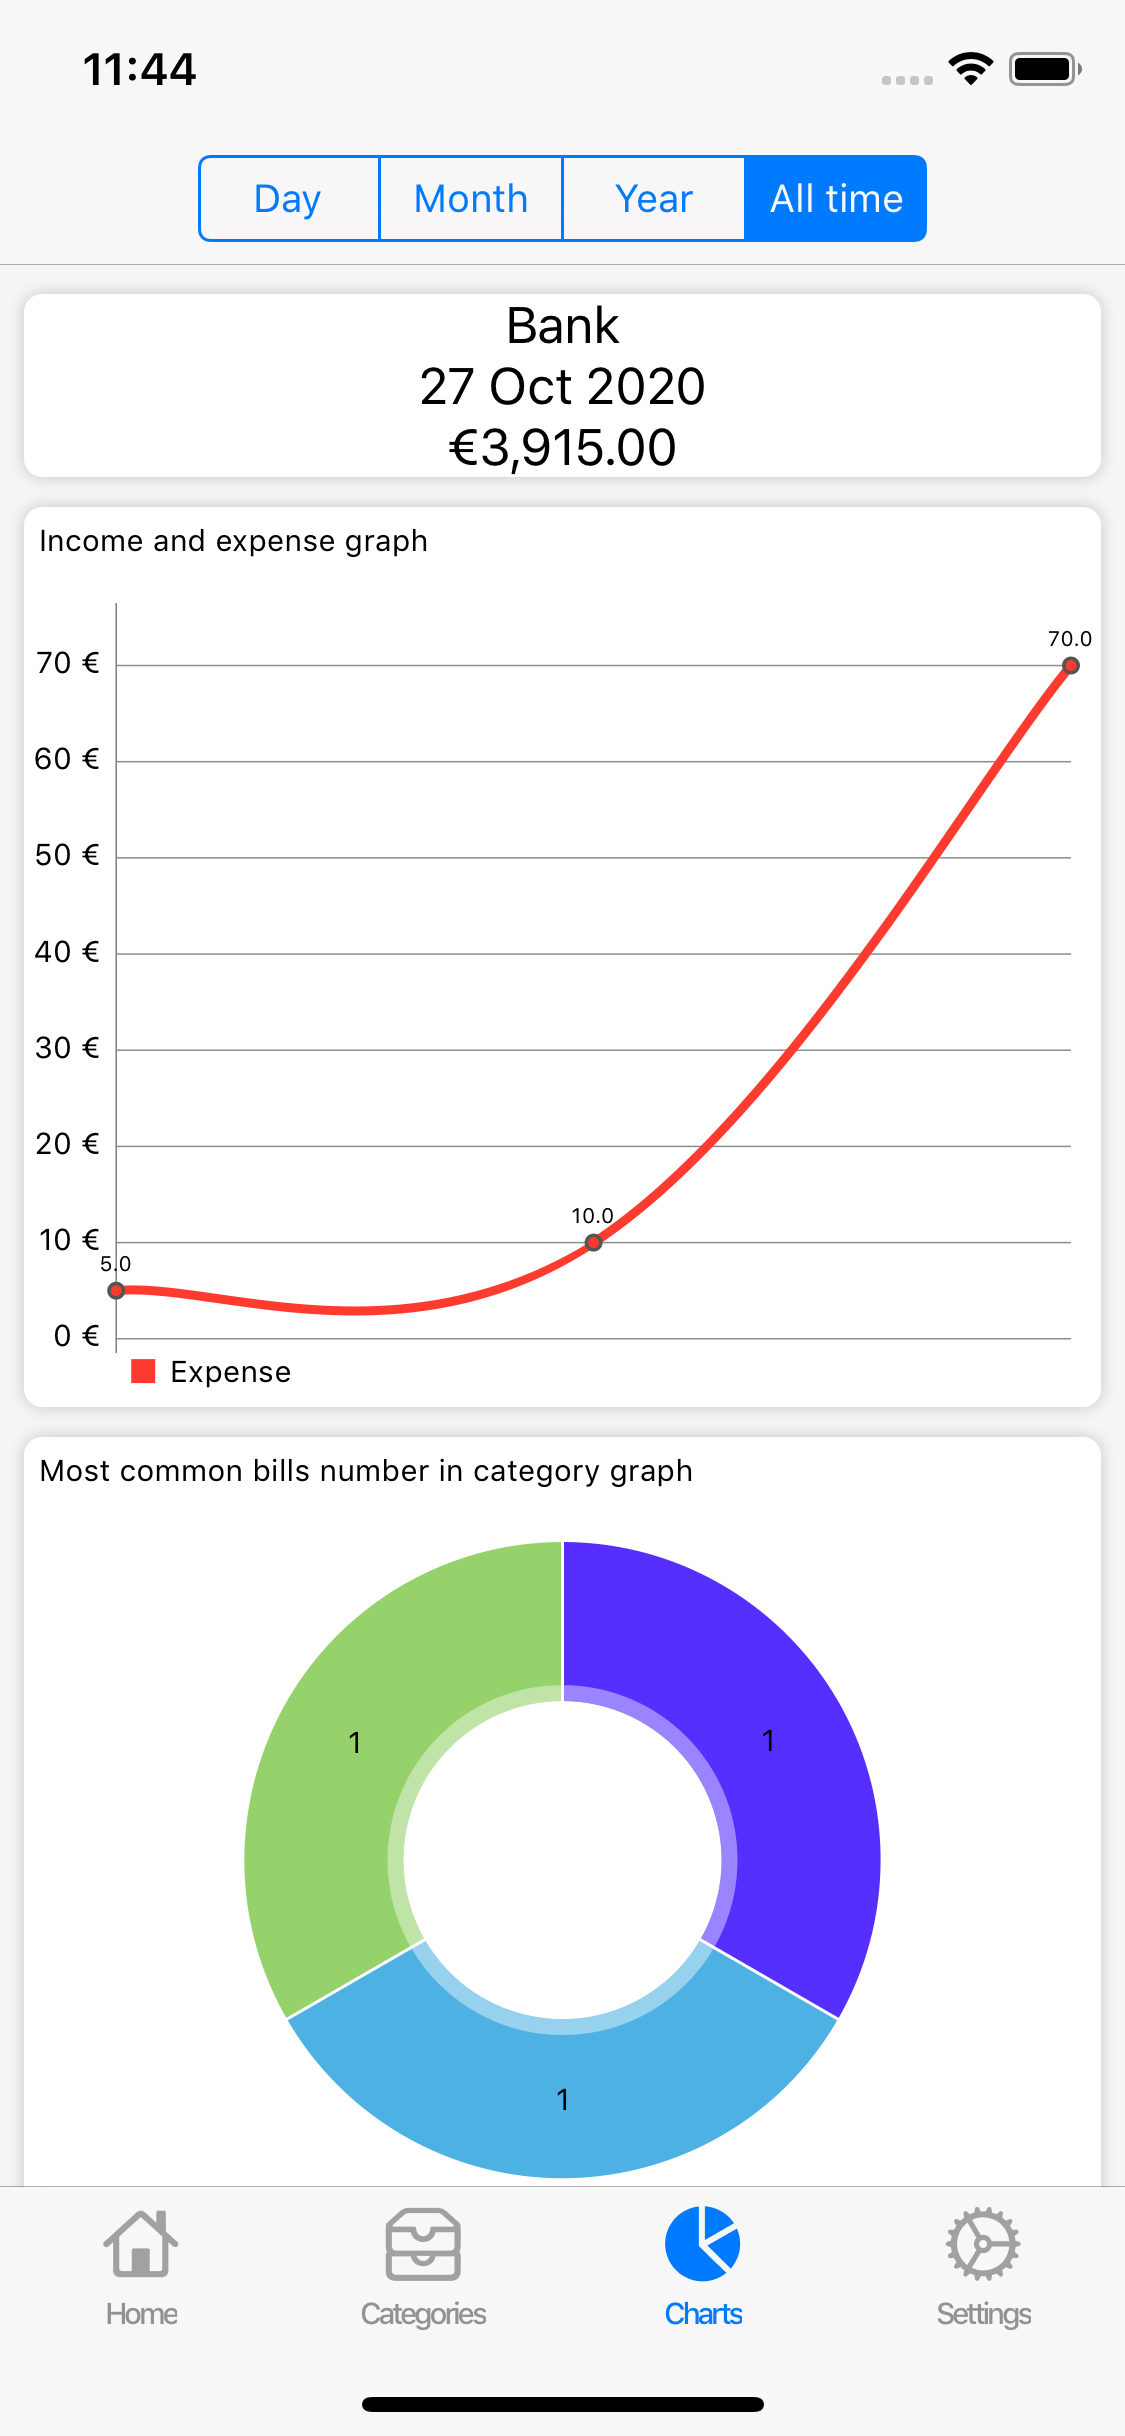 11:44
Day Month Year All time
Bank
27 Oct 2020
€3,915.00
Income and expense graph
70.0
70 €
60 €
50 €
40 €
30 €
20 €
10.0
10 €
5.0
0 €
Expense
Most common bills number in category graph
1 1
1
Home Categories Charts Settings